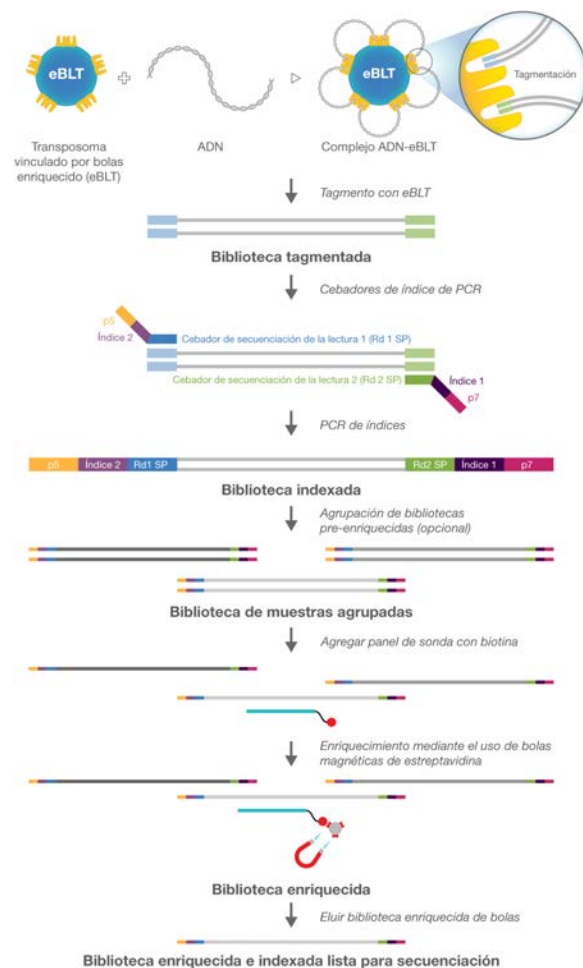 eBLT
eBLT
Tagmentación
Transposoma
vinculado por bolas
enriquecido (eBLT)
ADN
Complejo ADN-eBLT
Tagmento con eBLT
Biblioteca tagmentada
Cebadores de índice de PCR
p5
Índice 2
Cebador de secuenciación de la lectura 1 (Rd 1 SP)
Cebador de secuenciación de la lectura 2 (Rd 2 SP)
Índice 1
p7
PCR de índices
p5 Índice 2 Rd1 SP Rd2 SP Índice 1 p7
Biblioteca indexada
Agrupación de bibliotecas
pre-enriquecidas (opcional)
Biblioteca de muestras agrupadas
Agregar panel de sonda con biotina
Enriquecimiento mediante el uso de bolas
magnéticas de estreptavidina
Biblioteca enriquecida
Eluir biblioteca enriquecida de bolas
Biblioteca enriquecida e indexada lista para secuenciación